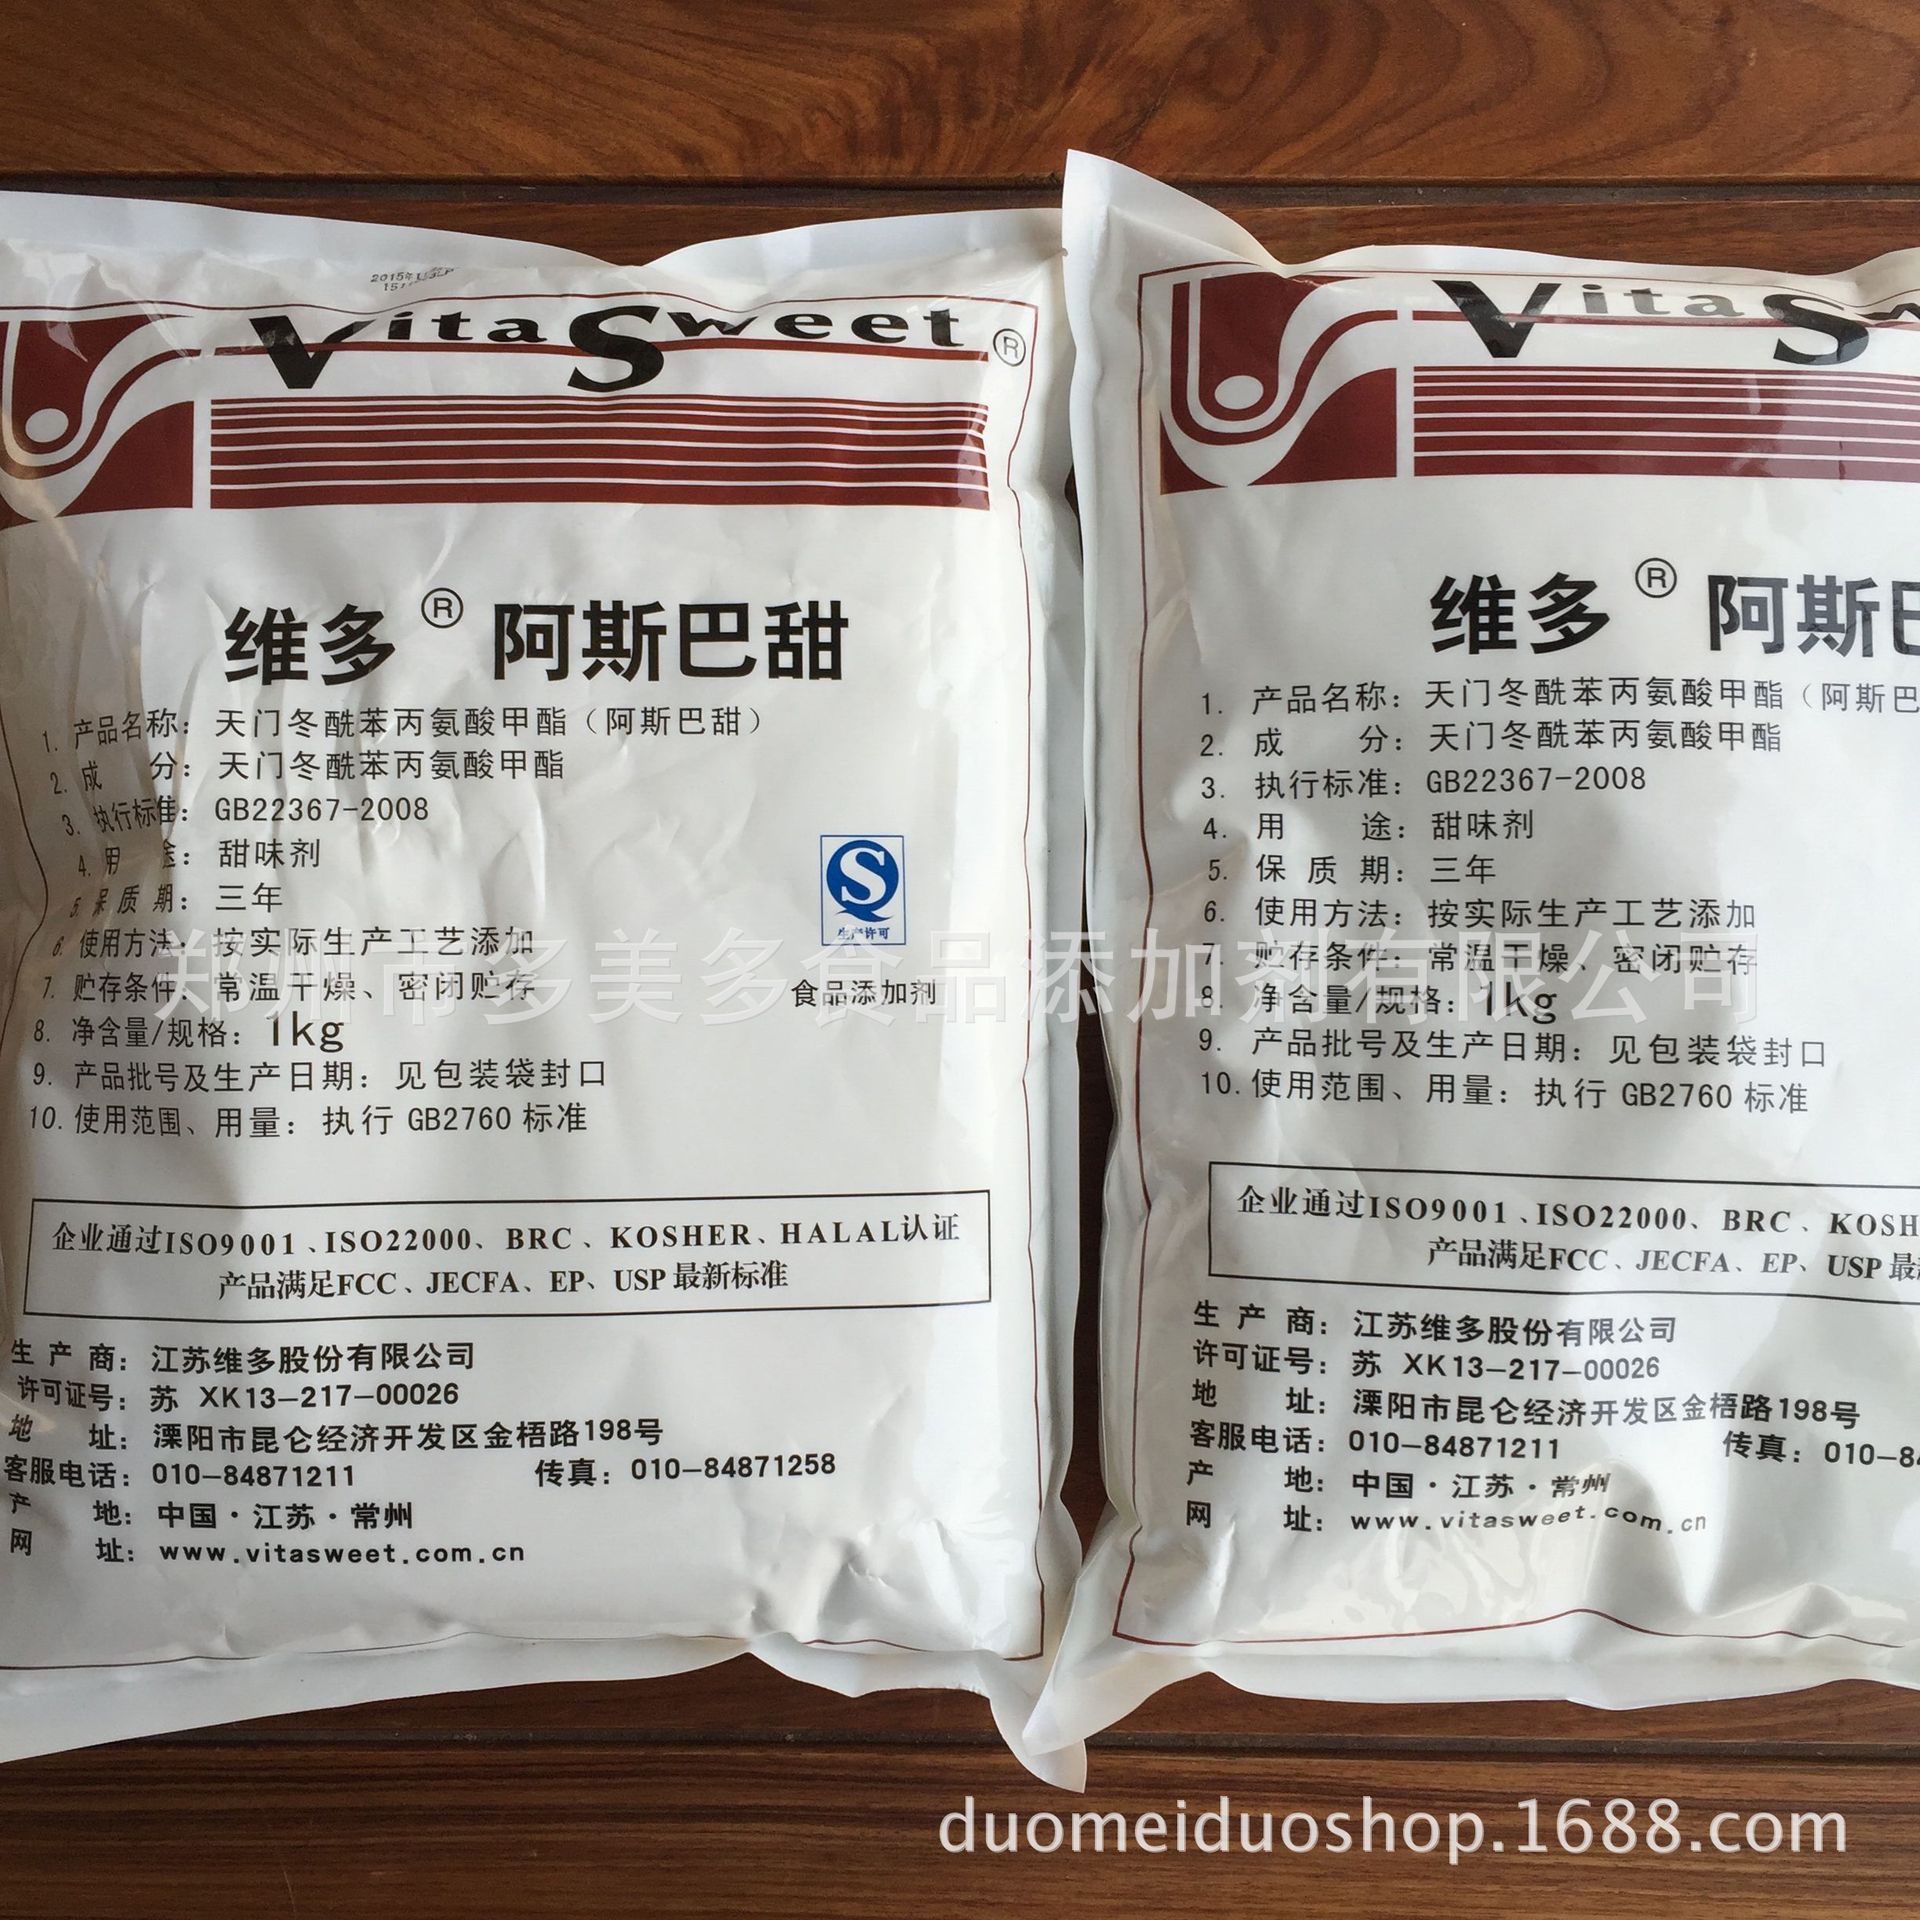 2015年
VitaSweet®
维多® 阿斯巴甜
1. 产品名称：天门冬酰苯丙氨酸甲酯（阿斯巴甜）
2. 成 分：天门冬酰苯丙氨酸甲酯
3. 执行标准：GB22367-2008
4. 用 途：甜味剂
5. 保 质 期：三年
6. 使用方法：按实际生产工艺添加
7. 贮存条件：常温干燥、密闭贮存
8. 净含量/规格：1kg
9. 产品批号及生产日期：见包装袋封口
10. 使用范围、用量：执行 GB2760 标准
生产许可
食品添加剂
企业通过ISO9001、ISO22000、BRC、KOSHER、HALAL认证
产品满足FCC、JECFA、EP、USP最新标准
生 产 商：江苏维多股份有限公司
许可证号：苏 XK13-217-00026
地 址：溧阳市昆仑经济开发区金梧路198号
客服电话：010-84871211 传真：010-84871258
产 地：中国·江苏·常州
网 址：www.vitasweet.com.cn
Vita Sw
维多® 阿斯巴
1. 产品名称：天门冬酰苯丙氨酸甲酯（阿斯巴
2. 成 分：天门冬酰苯丙氨酸甲酯
3. 执行标准：GB22367-2008
4. 用 途：甜味剂
5. 保 质 期：三年
6. 使用方法：按实际生产工艺添加
7. 贮存条件：常温干燥、密闭贮存
8. 净含量/规格：1kg
9. 产品批号及生产日期：见包装袋封口
10. 使用范围、用量：执行 GB2760 标准
企业通过ISO9001、ISO22000、BRC、KOSH
产品满足FCC、JECFA、EP、USP最
生 产 商：江苏维多股份有限公司
许可证号：苏 XK13-217-00026
地 址：溧阳市昆仑经济开发区金梧路198号
客服电话：010-84871211 传真：010-84
产 地：中国·江苏·常州
网 址：www.vitasweet.com.cn
郑州市多美多食品添加剂有限公司
duomeiduoshop.1688.com